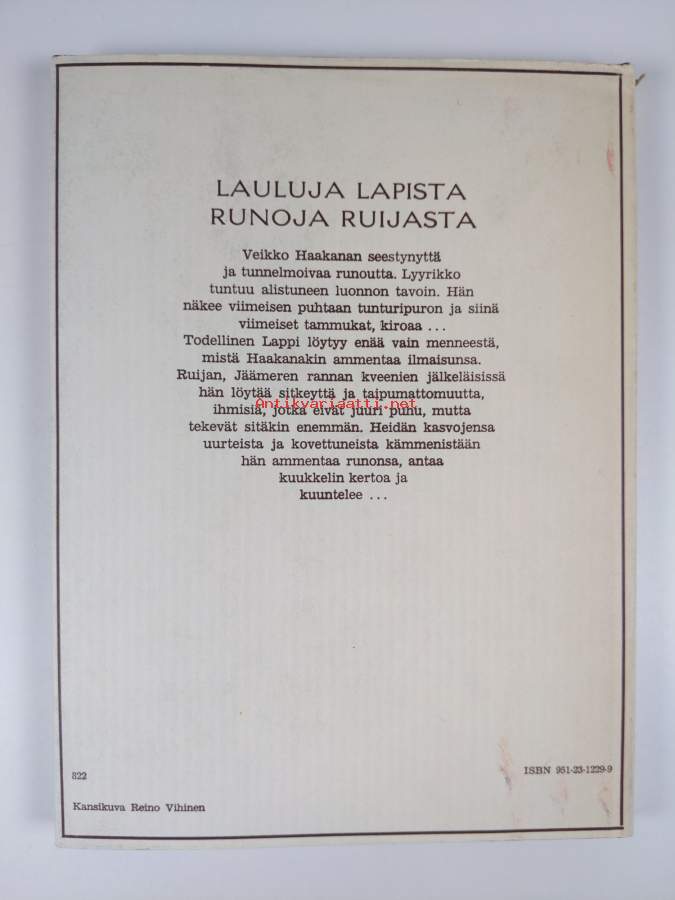 LAULUJA LAPISTA
RUNOJA RUIJASTA
Veikko Haakanan seestynyttä
ja tunnelmoivaa runoutta. Lyyrikko
tuntuu alistuneen luonnon tavoin. Hän
näkee viimeisen puhtaan tunturipuron ja siinä
viimeiset tammukat, kiroaa ...
Todellinen Lappi löytyy enää vain menneestä,
mistä Haakanakin ammentaa ilmaisunsa.
Ruijan, Jäämeren rannan kveenien jälkeläisissä
hän löytää sitkeyttä ja taipumattomuutta,
Antikvariaatti.net
ihmisiä, jotka eivät juuri puhu, mutta
tekevät sitäkin enemmän. Heidän kasvojensa
uurteista ja kovettuneista kämmenistään
hän ammentaa runonsa, antaa
kuukkelin kertoa ja
kuuntelee ...
822
ISBN 951-23-1229-9
Kansikuva Reino Vihinen